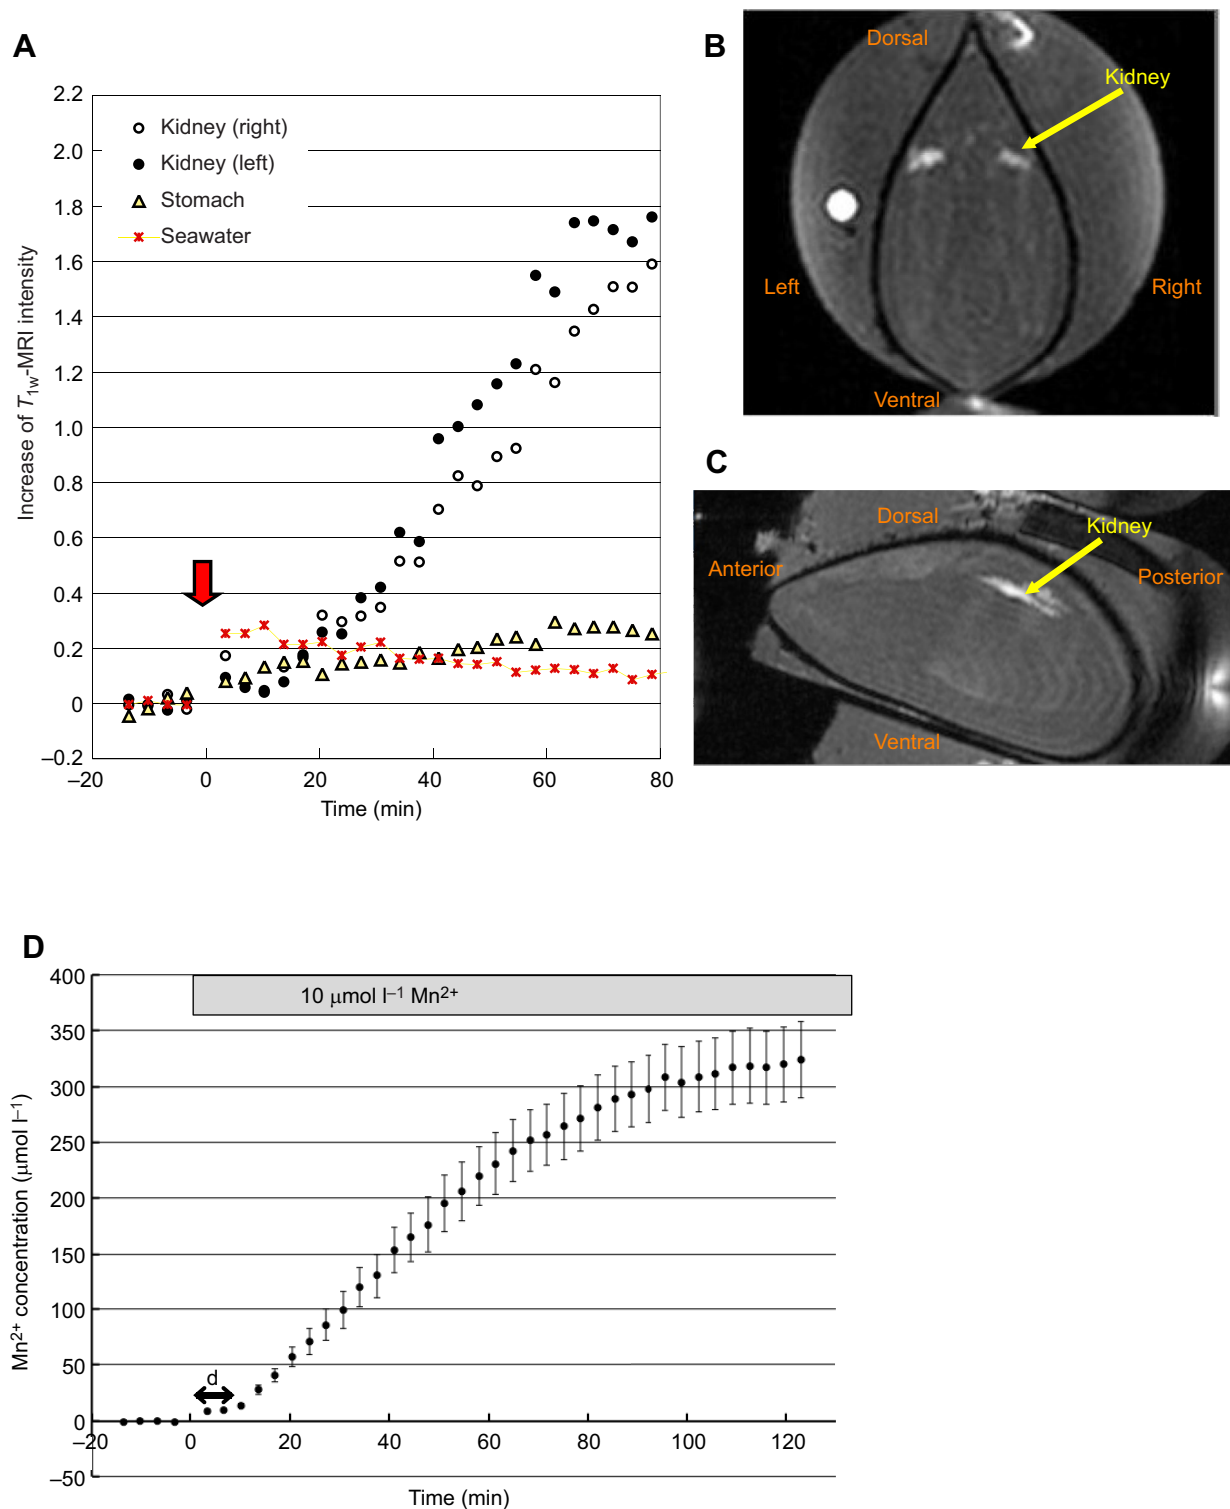 A
2.2
2.0
1.8
1.6
1.4
1.2
1.0
0.8
0.6
0.4
0.2
0
–0.2
Increase of T1w-MRI intensity
Kidney (right)
Kidney (left)
Stomach
Seawater
–20 0 20 40 60 80
Time (min)
B
Dorsal
Kidney
Left
Right
Ventral
C
Dorsal
Kidney
Anterior
Posterior
Ventral
D
400
350
300
250
200
150
100
50
0
–50
Mn2+ concentration (μmol l–1)
10 μmol l–1 Mn2+
d
–20 0 20 40 60 80 100 120
Time (min)